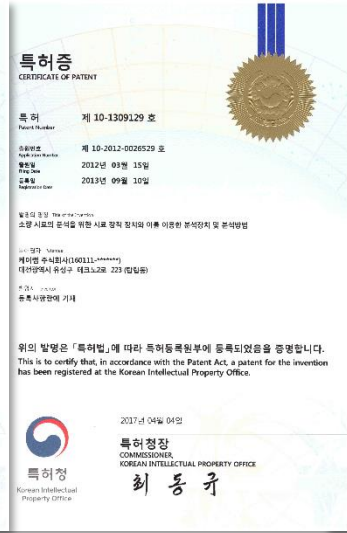 특허증
CERTIFICATE OF PATENT
특 허 제 10-1309129 호
Patent Number
출원번호 제 10-2012-0026529 호
Application Number
출원일 2012년 03월 15일
Filing Date
등록일 2013년 09월 10일
Registration Date
발명의 명칭 Title of the Invention
소량 시료의 분석을 위한 시료 장착 장치와 이를 이용한 분석장치 및 분석방법
특허권자 Patentee
케이맥 주식회사(160111-*******)
대전광역시 유성구 테크노2로 223 (탑립동)
발명자
등록사항란에 기재
위의 발명은 「특허법」에 따라 특허등록원부에 등록되었음을 증명합니다.
This is to certify that, in accordance with the Patent Act, a patent for the invention
has been registered at the Korean Intellectual Property Office.
2017년 04월 04일
특허청장
COMMISSIONER,
KOREAN INTELLECTUAL PROPERTY OFFICE
최 동 규
특허청
Korean Intellectual
Property Office